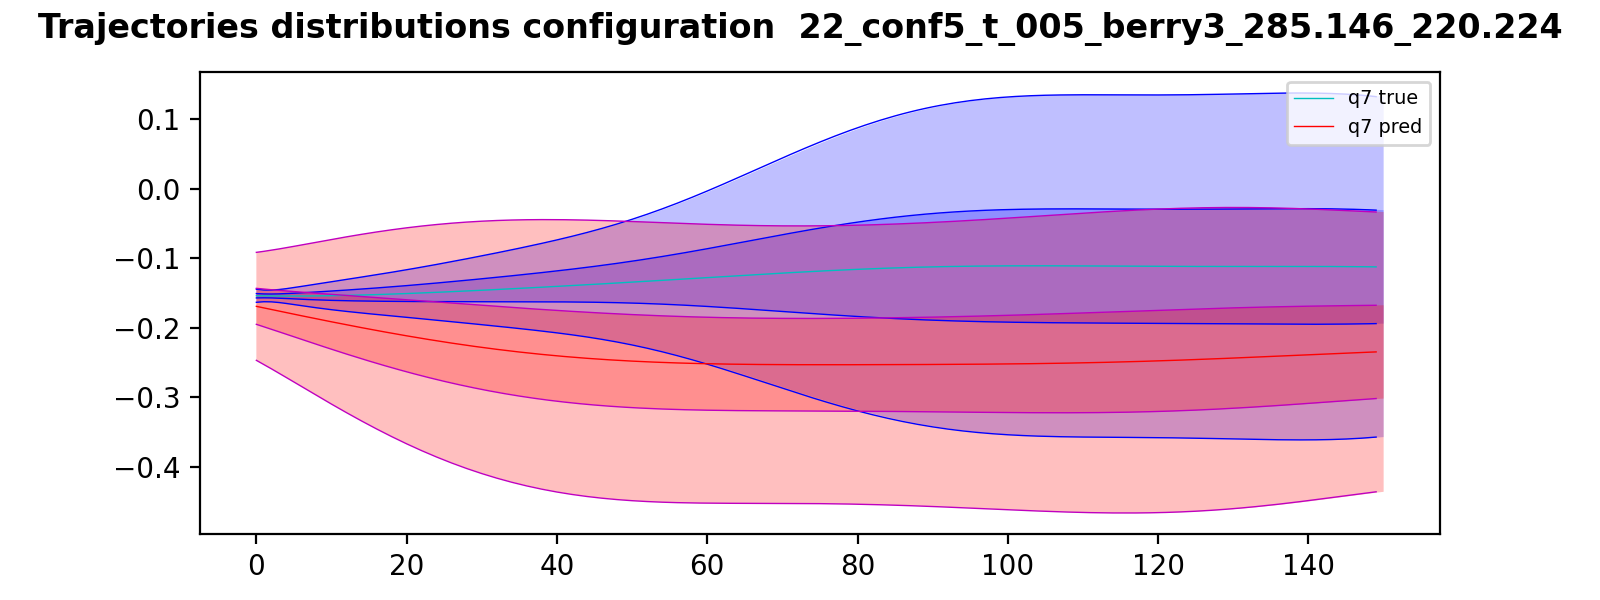 Trajectories distributions configuration  22_conf5_t_005_berry3_285.146_220.224
q7 true
q7 pred
0.1
0.0
−0.1
−0.2
−0.3
−0.4
0 20 40 60 80 100 120 140